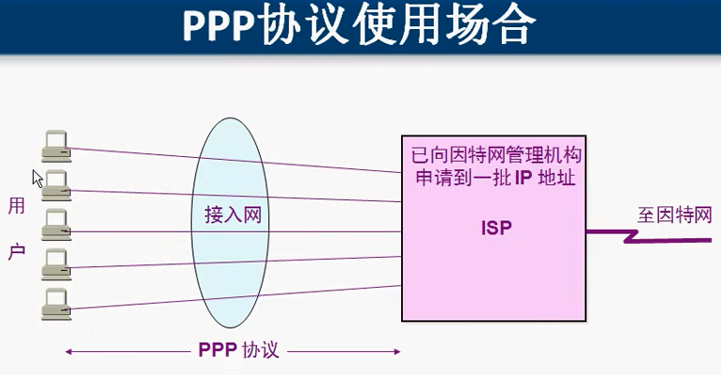 PPP协议使用场合
已向因特网管理机构
申请到一批 IP 地址
用
户
接入网
ISP
至因特网
PPP 协议